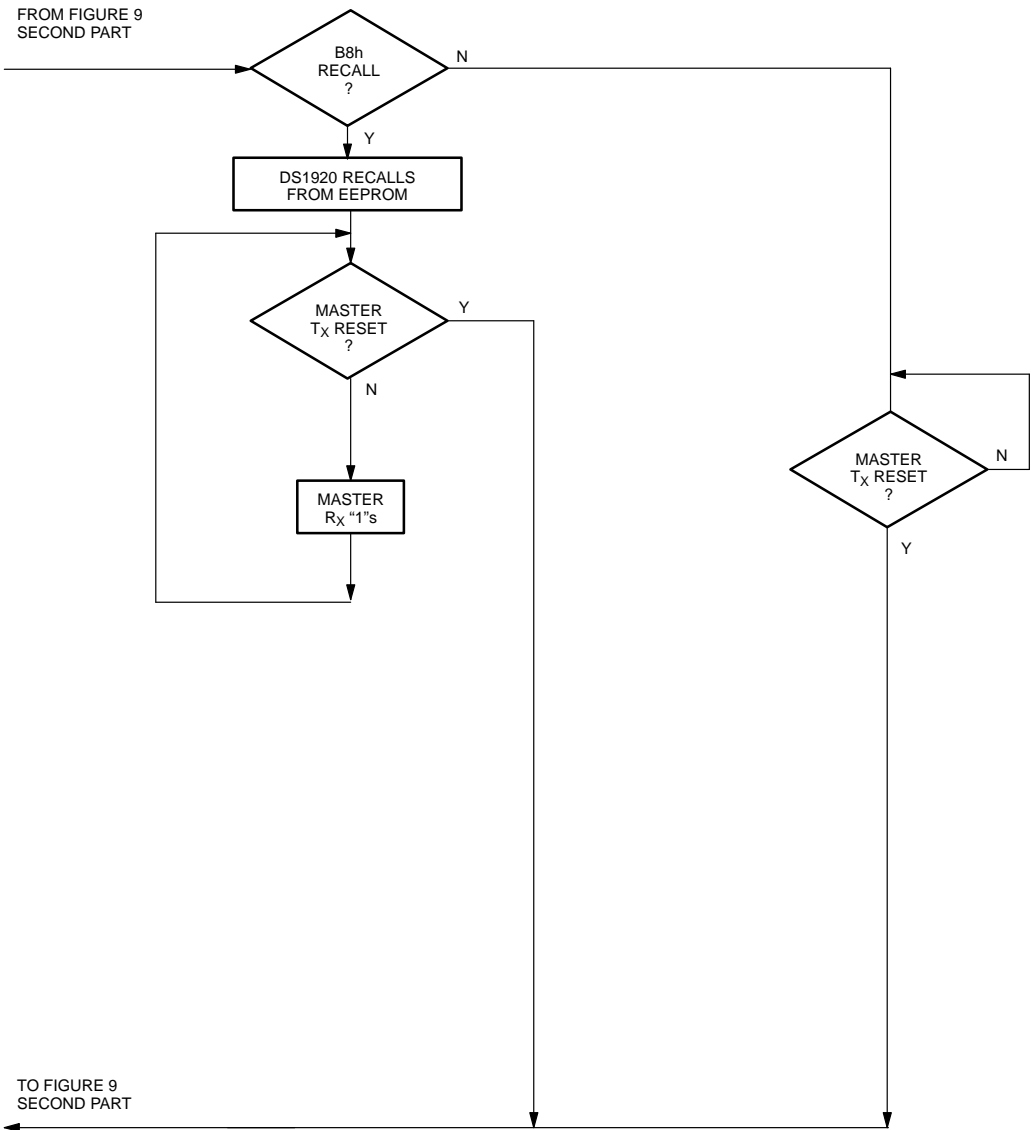 FROM FIGURE 9
SECOND PART
B8h
RECALL
?
N
Y
DS1920 RECALLS
FROM EEPROM
MASTER
TX RESET
?
Y
N
MASTER
RX “1”s
MASTER
TX RESET
?
N
Y
TO FIGURE 9
SECOND PART